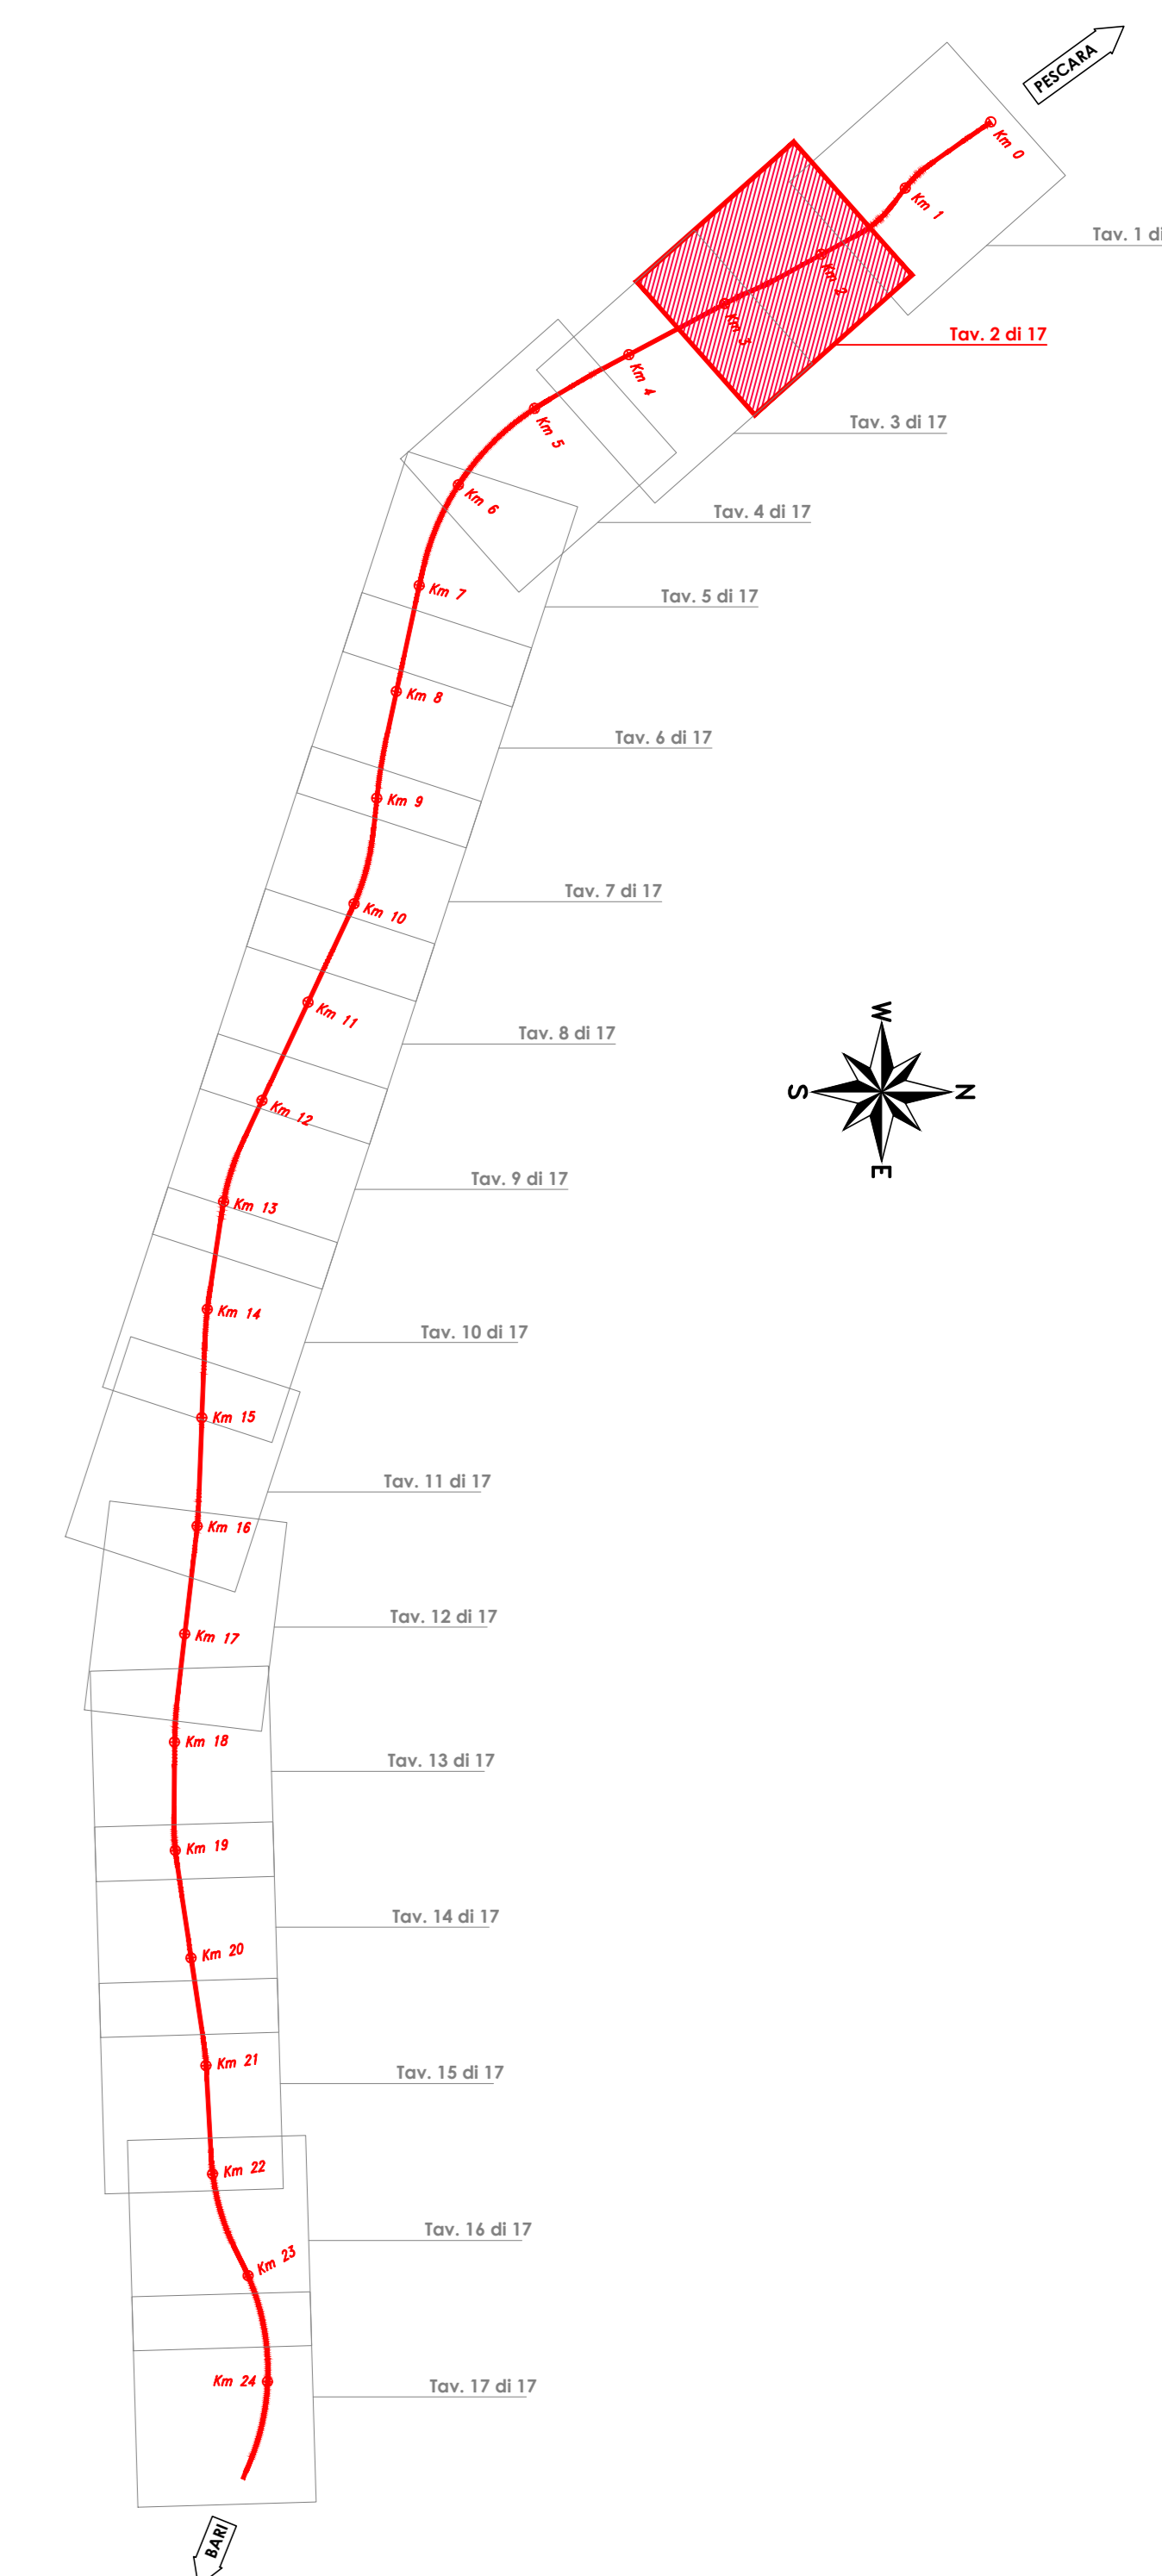 PESCARA
Km 0
Km 1
Tav. 1 di
Km 2
Km 3
Tav. 2 di 17
Km 4
Km 5
Tav. 3 di 17
Km 6
Tav. 4 di 17
Km 7
Tav. 5 di 17
Km 8
Tav. 6 di 17
Km 9
Tav. 7 di 17
Km 10
Km 11
W
Tav. 8 di 17
S
N
Km 12
E
Tav. 9 di 17
Km 13
Km 14
Tav. 10 di 17
Km 15
Tav. 11 di 17
Km 16
Tav. 12 di 17
Km 17
Km 18
Tav. 13 di 17
Km 19
Tav. 14 di 17
Km 20
Km 21
Tav. 15 di 17
Km 22
Tav. 16 di 17
Km 23
Km 24
Tav. 17 di 17
BARI